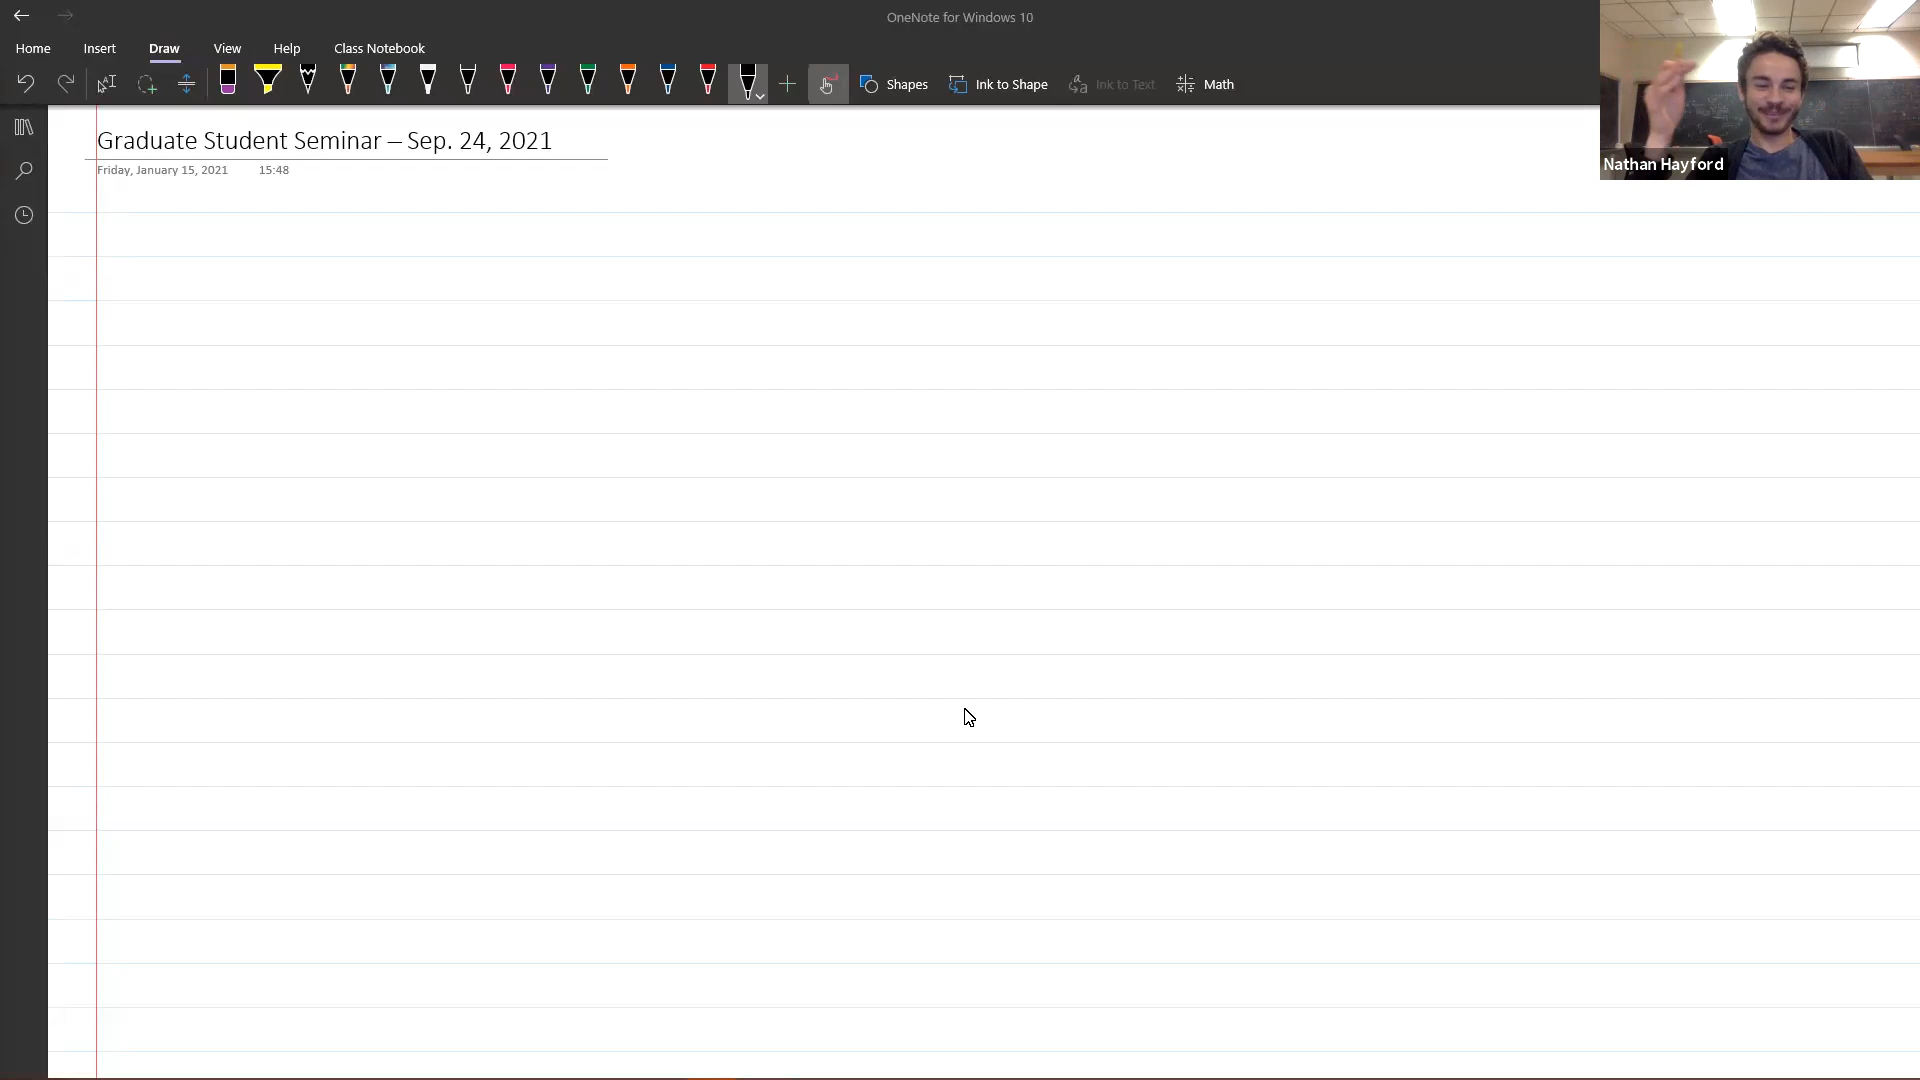 OneNote for Windows 10
Home Insert Draw View Help Class Notebook
Shapes Ink to Shape Ink to Text Math
Graduate Student Seminar – Sep. 24, 2021
Friday, January 15, 2021 15:48
Nathan Hayford